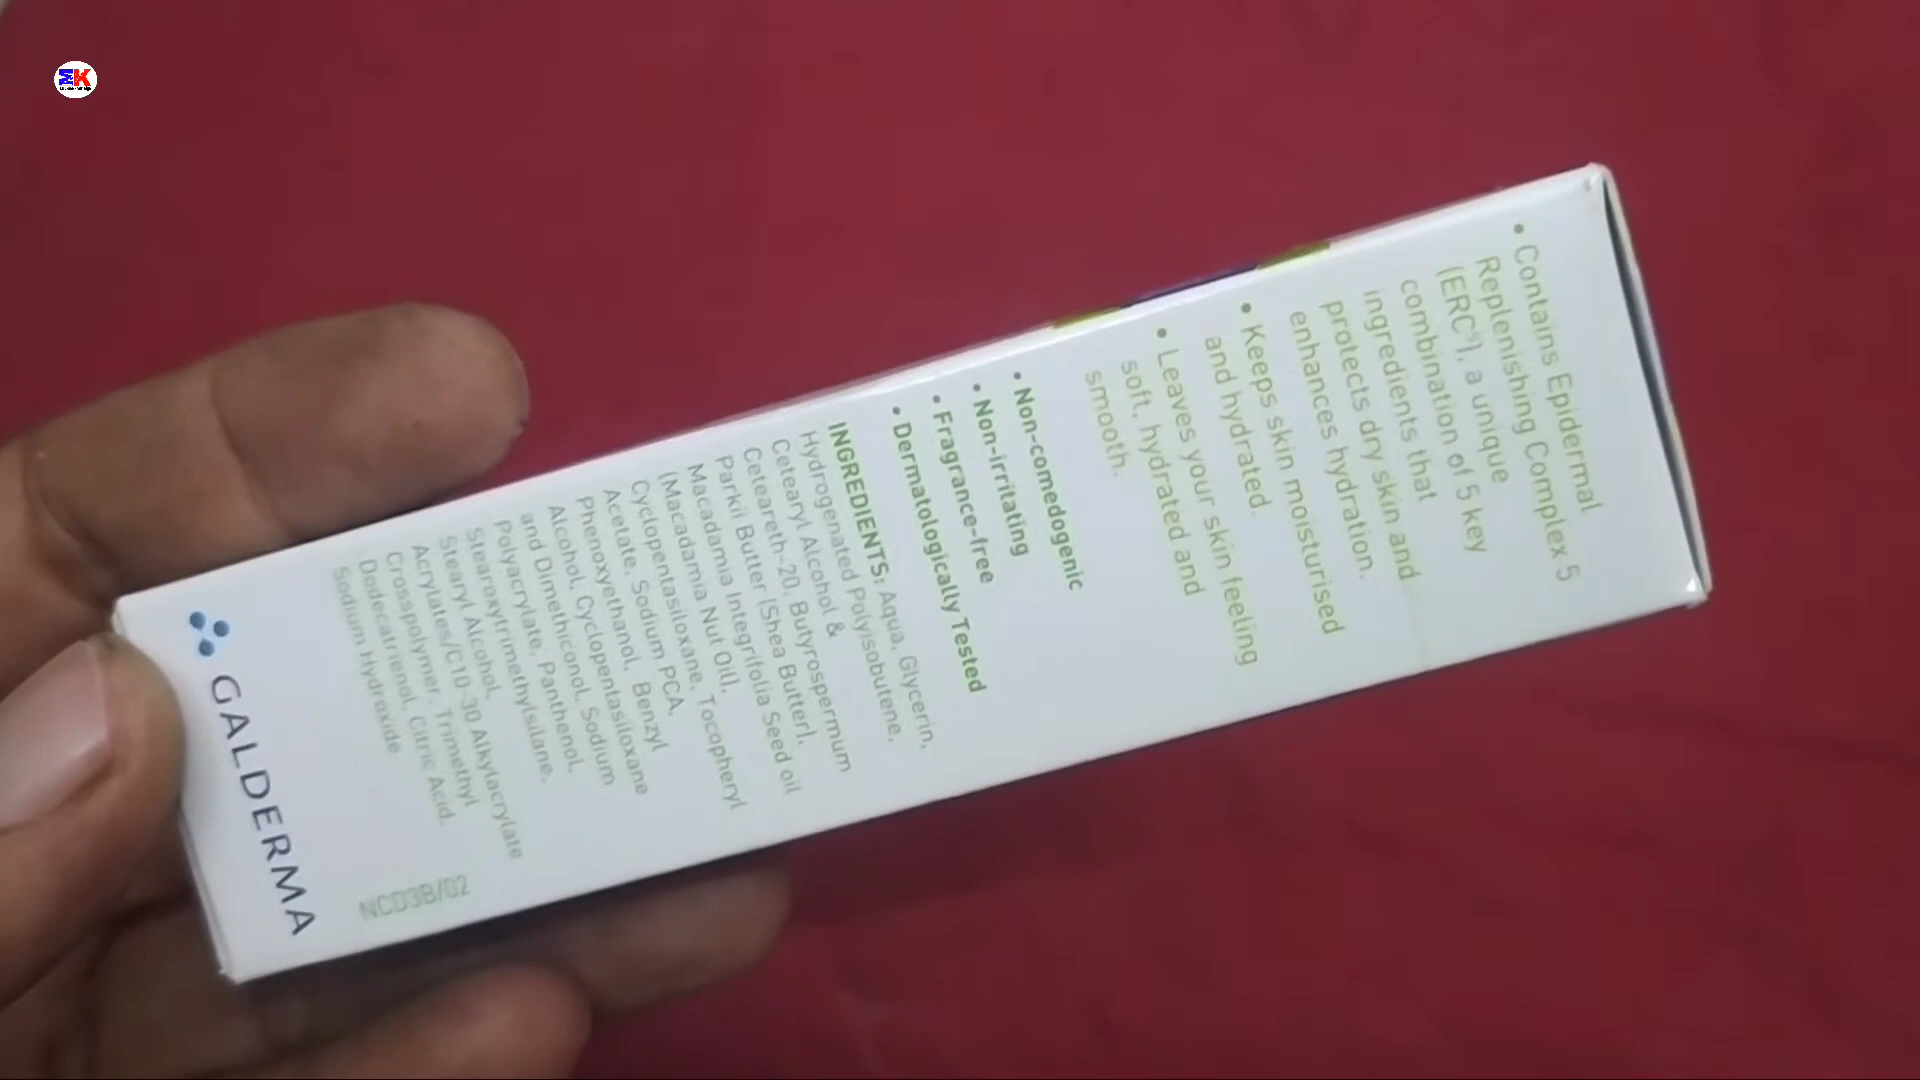 MK
• Contains Epidermal
Replenishing Complex 5
(ERC⁵), a unique
combination of 5 key
ingredients that
protects dry skin and
enhances hydration.
• Keeps skin moisturised
and hydrated.
• Leaves your skin feeling
soft, hydrated and
smooth.
• Non-comedogenic
• Non-irritating
• Fragrance-free
• Dermatologically Tested
INGREDIENTS: Aqua, Glycerin,
Hydrogenated Polyisobutene,
Cetearyl Alcohol &
Ceteareth-20, Butyrospermum
Parkii Butter (Shea Butter),
Macadamia Integrifolia Seed oil
(Macadamia Nut Oil),
Cyclopentasiloxane, Tocopheryl
Acetate, Sodium PCA,
Phenoxyethanol, Benzyl
Alcohol, Cyclopentasiloxane
and Dimethiconol, Sodium
Polyacrylate, Panthenol,
Stearoxytrimethylsilane,
Stearyl Alcohol,
Acrylates/C10-30 Alkylacrylate
Crosspolymer, Trimethyl
Dodecatrienol, Citric Acid,
Sodium Hydroxide
NCD3B/02
GALDERMA